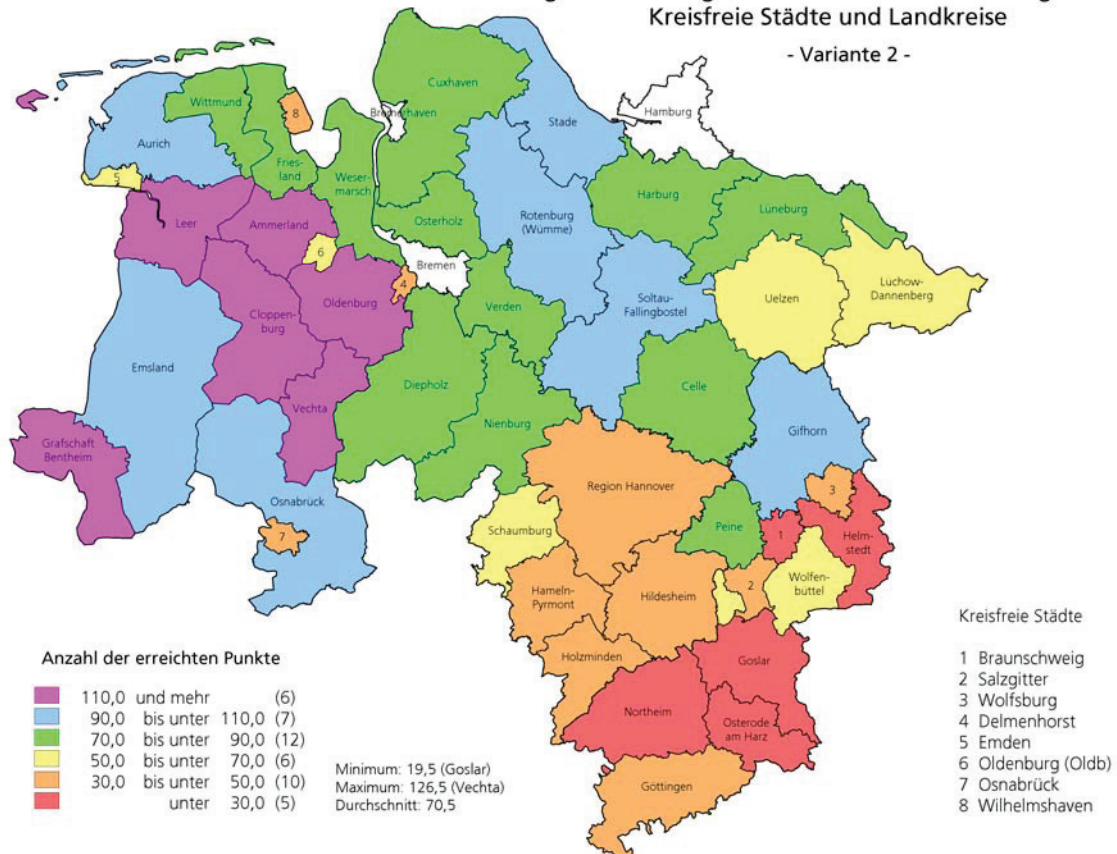 Kreisfreie Städte und Landkreise
- Variante 2 -
Cuxhaven
Wittmund
8
Bremerhaven
Hamburg
Stade
Aurich
Fries-
land
Weser-
marsch
5
Harburg
Lüneburg
Leer
Ammerland
Osterholz
Rotenburg
(Wümme)
6
Bremen
4
Oldenburg
Cloppen-
burg
Verden
Soltau-
Fallingbostel
Uelzen
Lüchow-
Dannenberg
Emsland
Diepholz
Celle
Vechta
Nienburg
Gifhorn
Grafschaft
Bentheim
Region Hannover
3
Osnabrück
Schaumburg
Peine
1
Helm-
stedt
7
Hameln-
Pyrmont
Hildesheim
2
Wolfen-
büttel
Holzminden
Goslar
Northeim
Osterode
am Harz
Göttingen
Anzahl der erreichten Punkte
110,0 und mehr (6)
90,0 bis unter 110,0 (7)
70,0 bis unter 90,0 (12)
50,0 bis unter 70,0 (6)
30,0 bis unter 50,0 (10)
unter 30,0 (5)
Minimum: 19,5 (Goslar)
Maximum: 126,5 (Vechta)
Durchschnitt: 70,5
Kreisfreie Städte
1 Braunschweig
2 Salzgitter
3 Wolfsburg
4 Delmenhorst
5 Emden
6 Oldenburg (Oldb)
7 Osnabrück
8 Wilhelmshaven